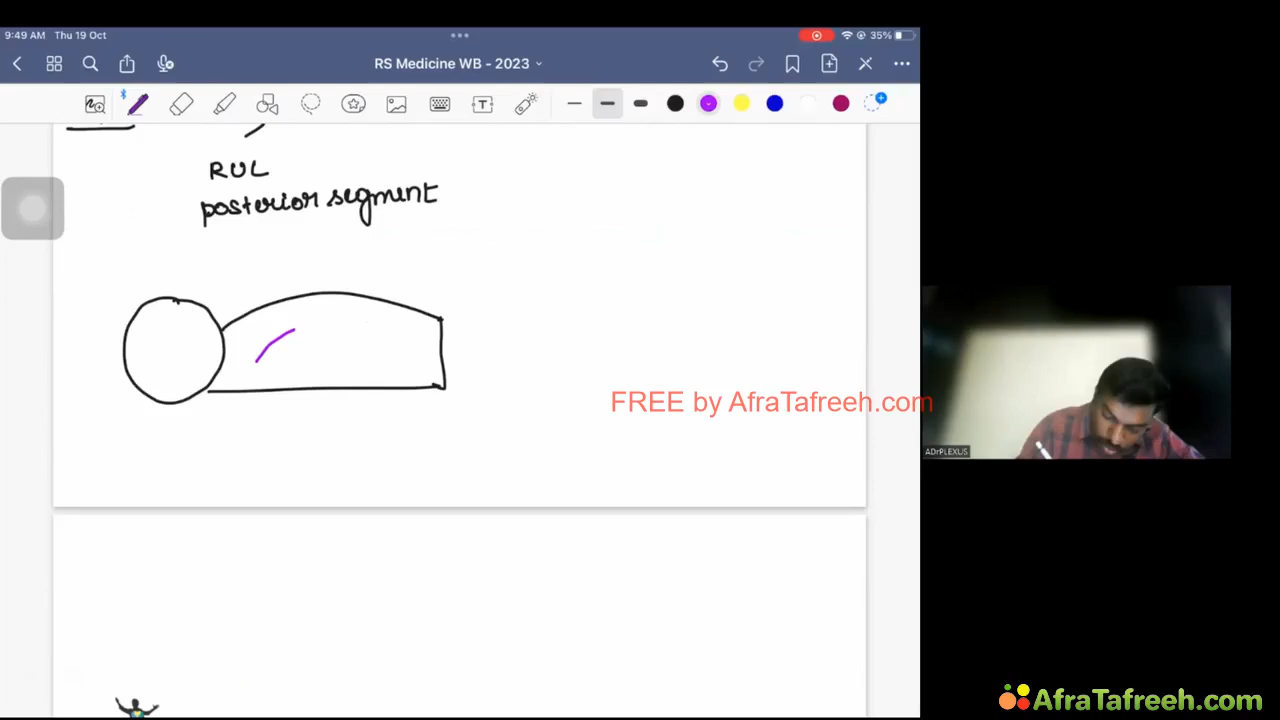 9:49 AM Thu 19 Oct
35%
RS Medicine WB - 2023
T
RUL
posterior segment
FREE by AfraTafreeh.com
ADrPLEXUS
AfraTafreeh.com